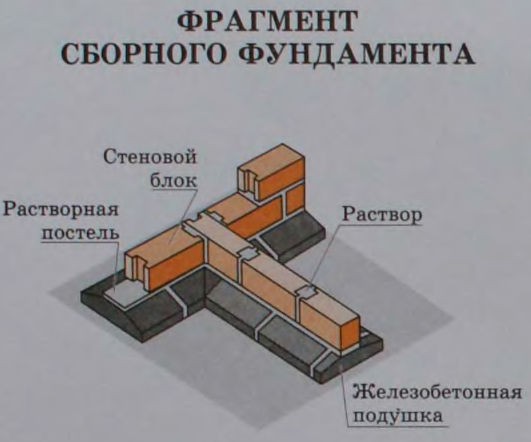 ФРАГМЕНТ
СБОРНОГО ФУНДАМЕНТА
Стеновой
блок
Растворная
постель
Раствор
Железобетонная
подушка